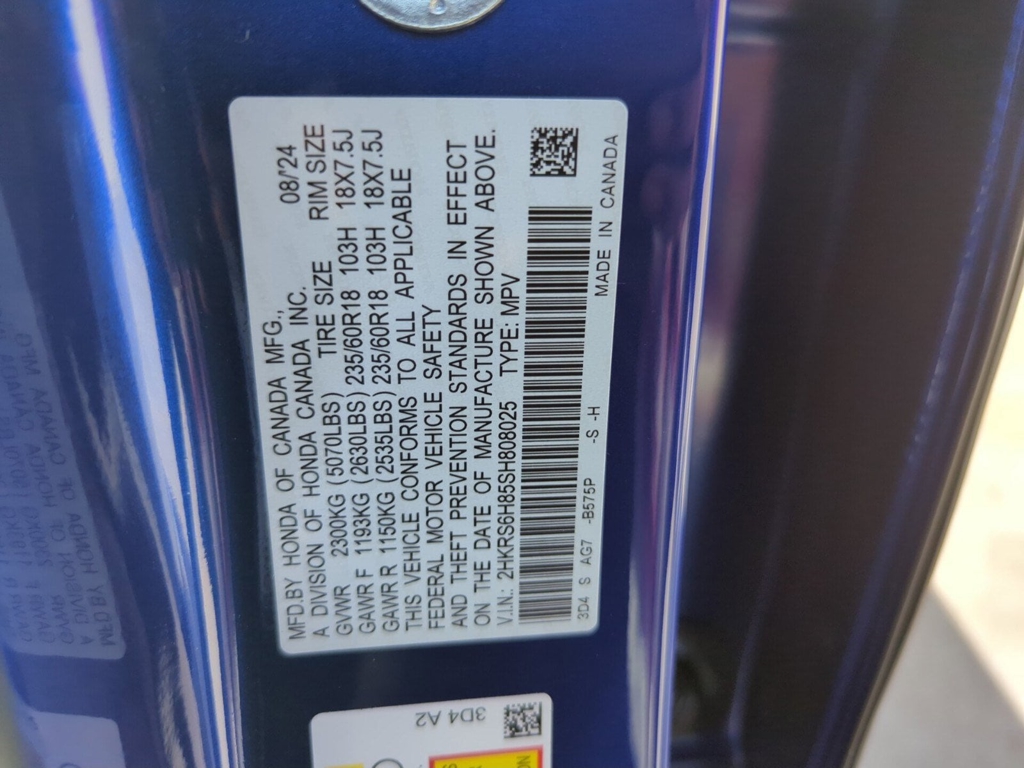 MFD.BY HONDA OF CANADA MFG.,
A DIVISION OF HONDA CANADA INC. 08/'24
GVWR 2300KG (5070LBS) TIRE SIZE RIM SIZE
GAWR F 1193KG (2630LBS) 235/60R18 103H 18X7.5J
GAWR R 1150KG (2535LBS) 235/60R18 103H 18X7.5J
THIS VEHICLE CONFORMS TO ALL APPLICABLE
FEDERAL MOTOR VEHICLE SAFETY
AND THEFT PREVENTION STANDARDS IN EFFECT
ON THE DATE OF MANUFACTURE SHOWN ABOVE.
V.I.N.: 2HKRS6H85SH808025 TYPE: MPV
3D4 S AG7 -B575P -S -H
MADE IN CANADA
3D4 A2